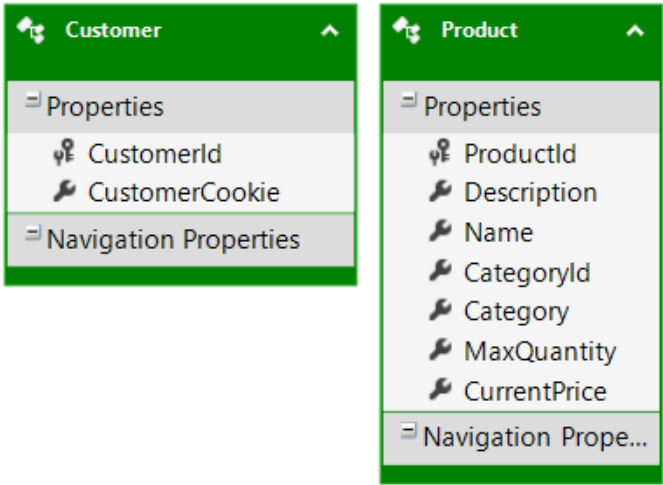 Customer
Properties
CustomerId
CustomerCookie
Navigation Properties
Product
Properties
ProductId
Description
Name
CategoryId
Category
MaxQuantity
CurrentPrice
Navigation Prope...